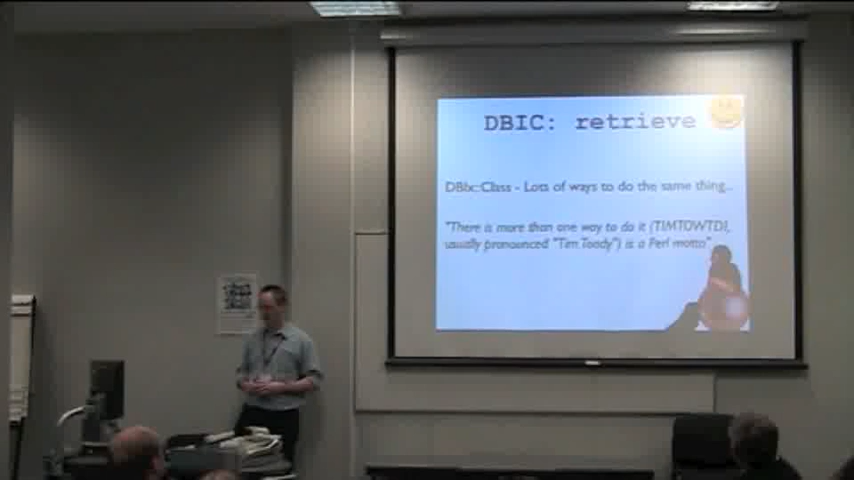 DBIC: retrieve
DBIx::Class - Lots of ways to do the same thing..
"There is more than one way to do it (TIMTOWTDI,
usually pronounced "Tim Toady") is a Perl motto"